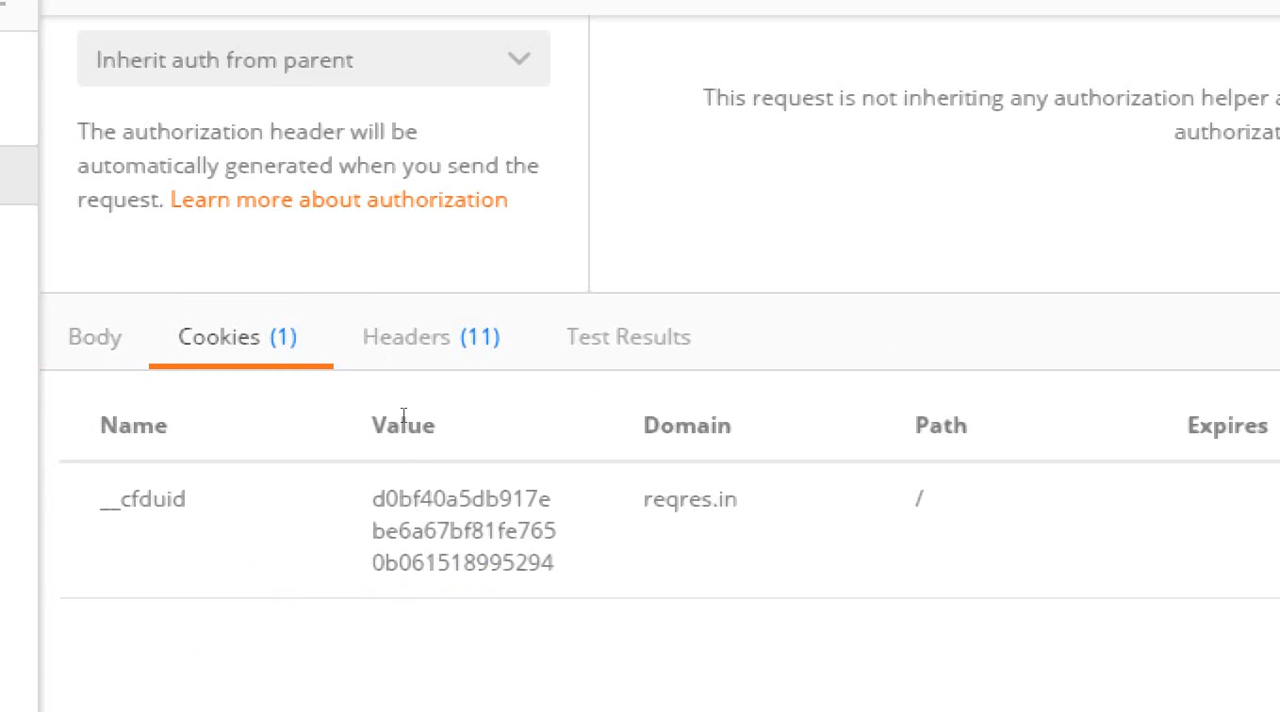 Inherit auth from parent
This request is not inheriting any authorization helper
The authorization header will be
automatically generated when you send the
request. Learn more about authorization
Body Cookies (1) Headers (11) Test Results
Name Value Domain Path Expires
__cfduid d0bf40a5db917e reqres.in /
be6a67bf81fe765
0b061518995294